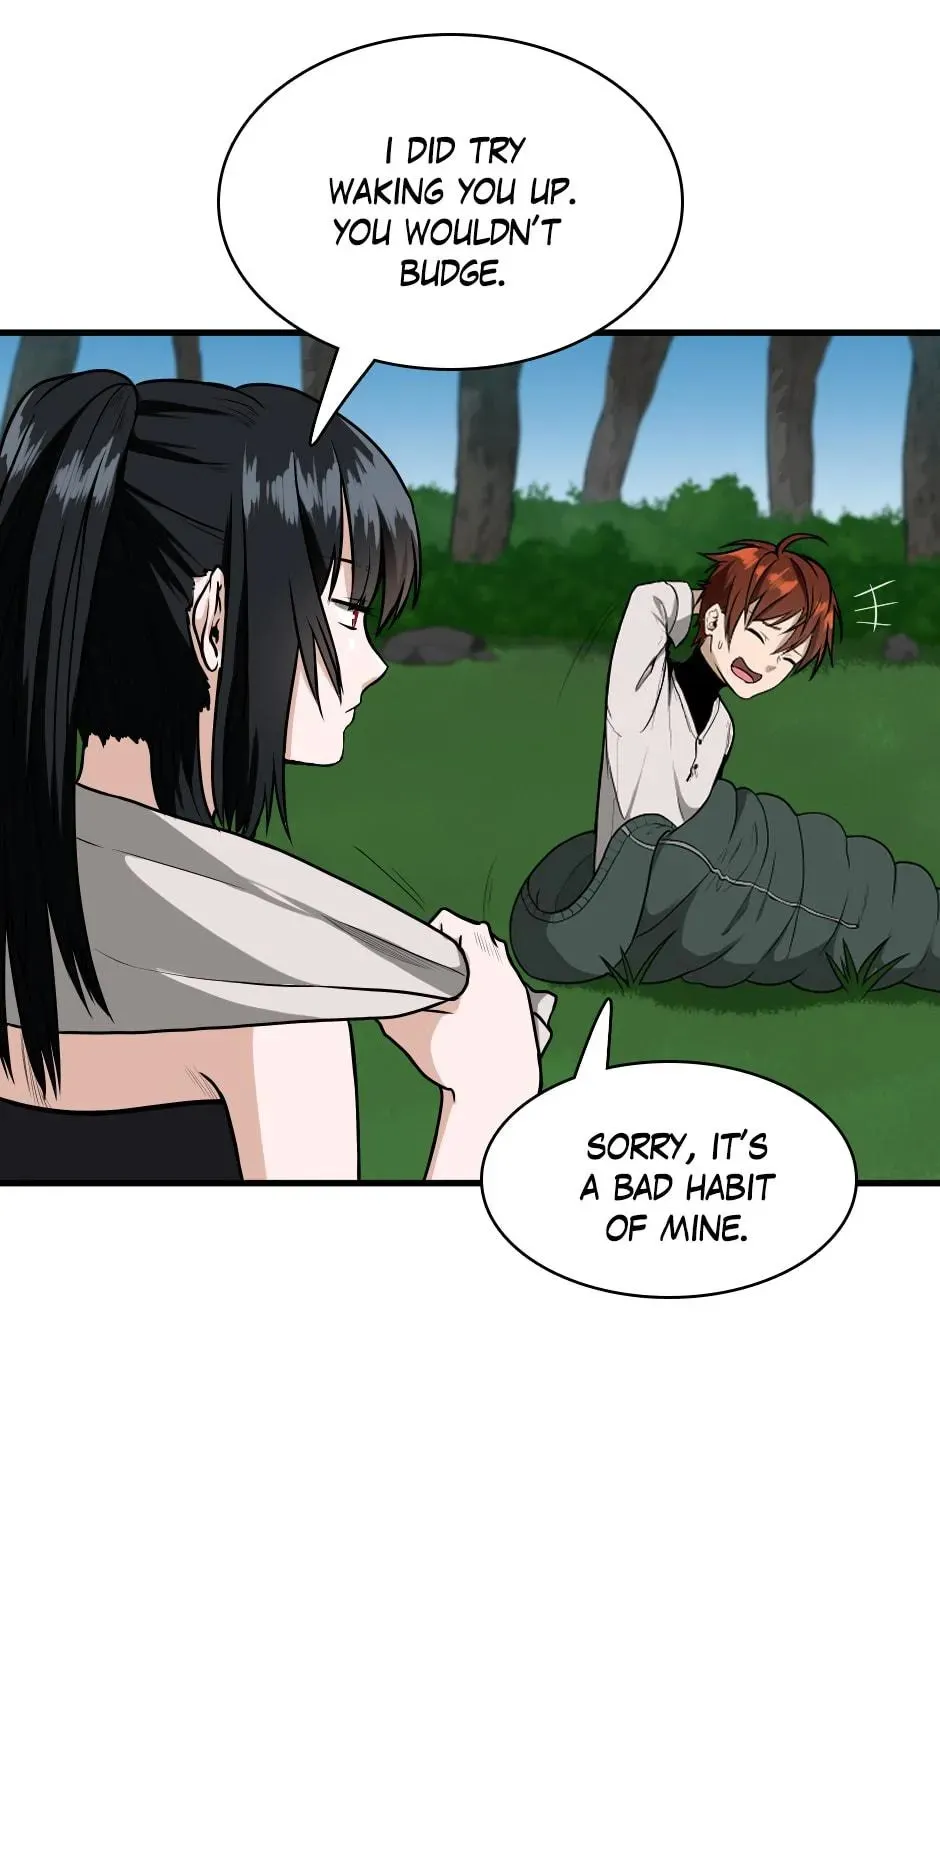 I DID TRY
WAKING YOU UP.
YOU WOULDN'T
BUDGE.
SORRY, IT'S
A BAD HABIT
OF MINE.